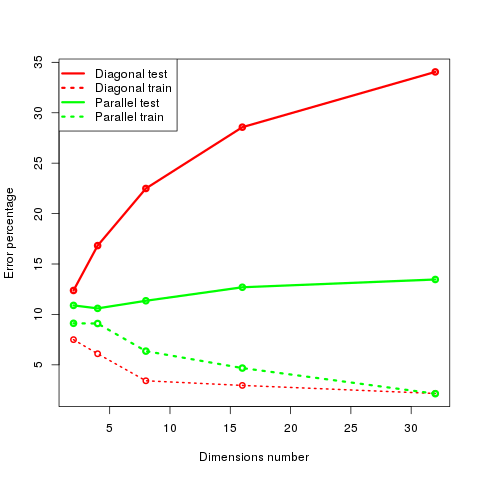 Diagonal test
Diagonal train
Parallel test
Parallel train
35
30
25
20
15
10
5
Error percentage
5 10 15 20 25 30
Dimensions number